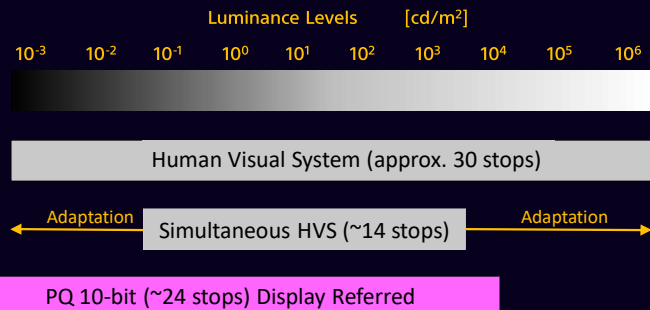 Luminance Levels [cd/m²]
10⁻³ 10⁻² 10⁻¹ 10⁰ 10¹ 10² 10³ 10⁴ 10⁵ 10⁶
Human Visual System (approx. 30 stops)
Adaptation Simultaneous HVS (~14 stops) Adaptation
PQ 10-bit (~24 stops) Display Referred